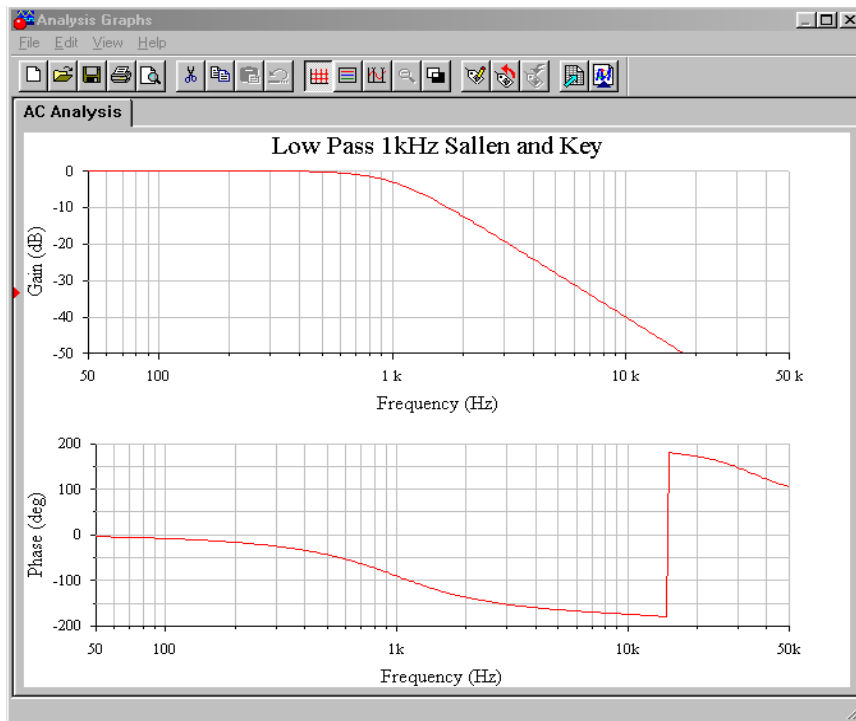 Analysis Graphs
File Edit View Help
AC Analysis
Low Pass 1kHz Sallen and Key
Gain (dB)
0
-10
-20
-30
-40
-50
50 100 1 k 10 k 50 k
Frequency (Hz)
Phase (deg)
200
100
0
-100
-200
50 100 1k 10k 50k
Frequency (Hz)